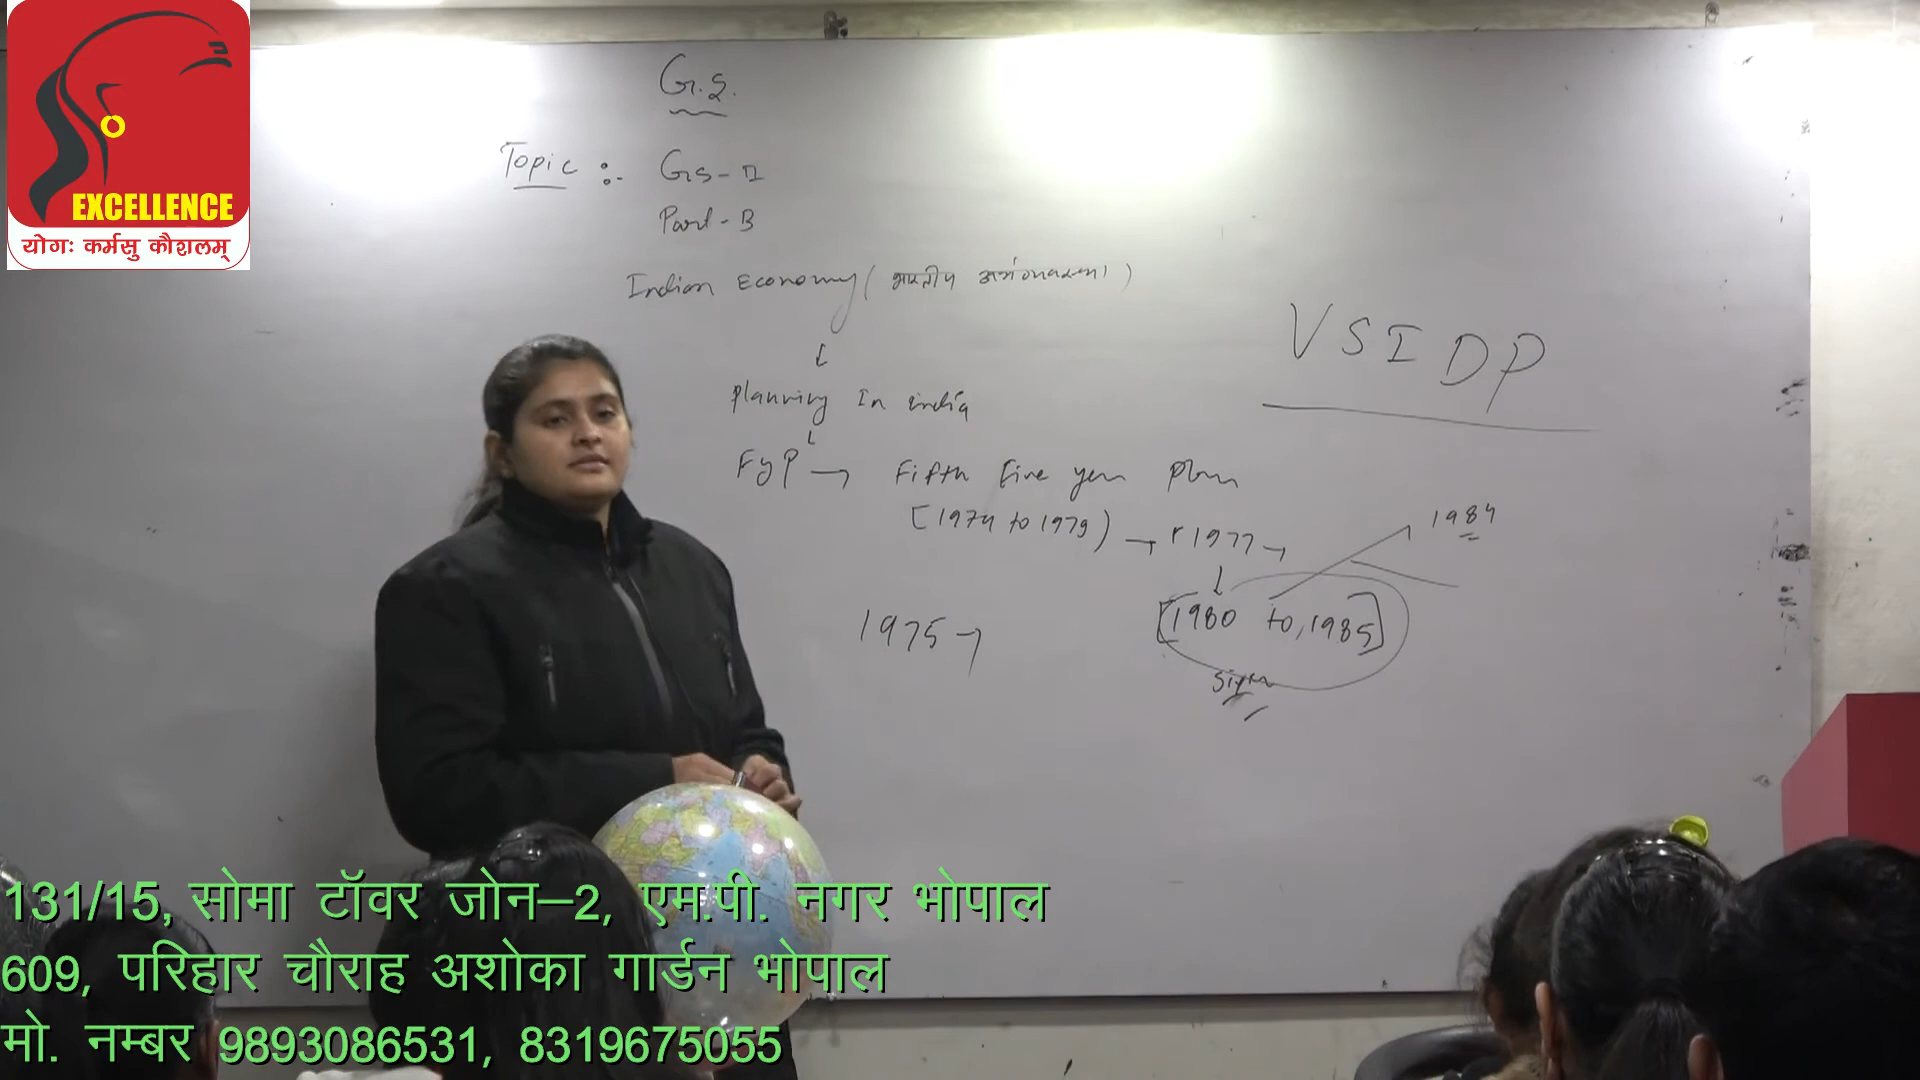 EXCELLENCE
योगः कर्मसु कौशलम्
G.S.
Topic :- GS-II
Part-B
Indian Economy (भारतीय अर्थव्यवस्था)
VSIDP
Planning In india
FYP → Fifth Five year Plan
[1974 to 1979) → 1977 →
1984
1975 →
[1980 to, 1985]
131/15, सोमा टॉवर जोन–2, एम.पी. नगर भोपाल
609, परिहार चौराह अशोका गार्डन भोपाल
मो. नम्बर 9893086531, 8319675055